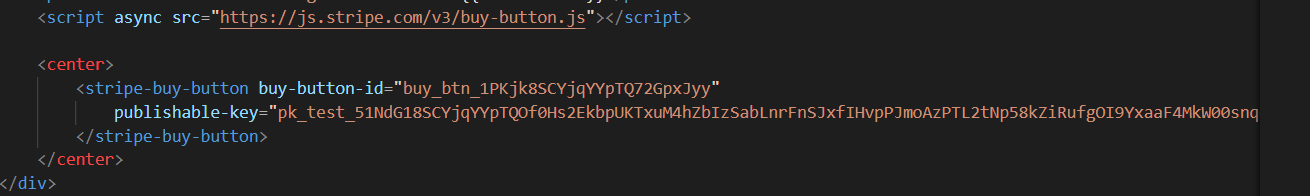 <script async src="https://js.stripe.com/v3/buy-button.js"></script>
<center>
<stripe-buy-button buy-button-id="buy_btn_1PKjk8SCYjqYYpTQ72GpxJyy"
publishable-key="pk_test_51NdG18SCYjqYYpTQOf0Hs2EkbpUKTxuM4hZbIzSabLnrFnSJxfIHvpPJmoAzPTL2tNp58kZiRufgOI9YxaaF4MkW00snq
</stripe-buy-button>
</center>
</div>